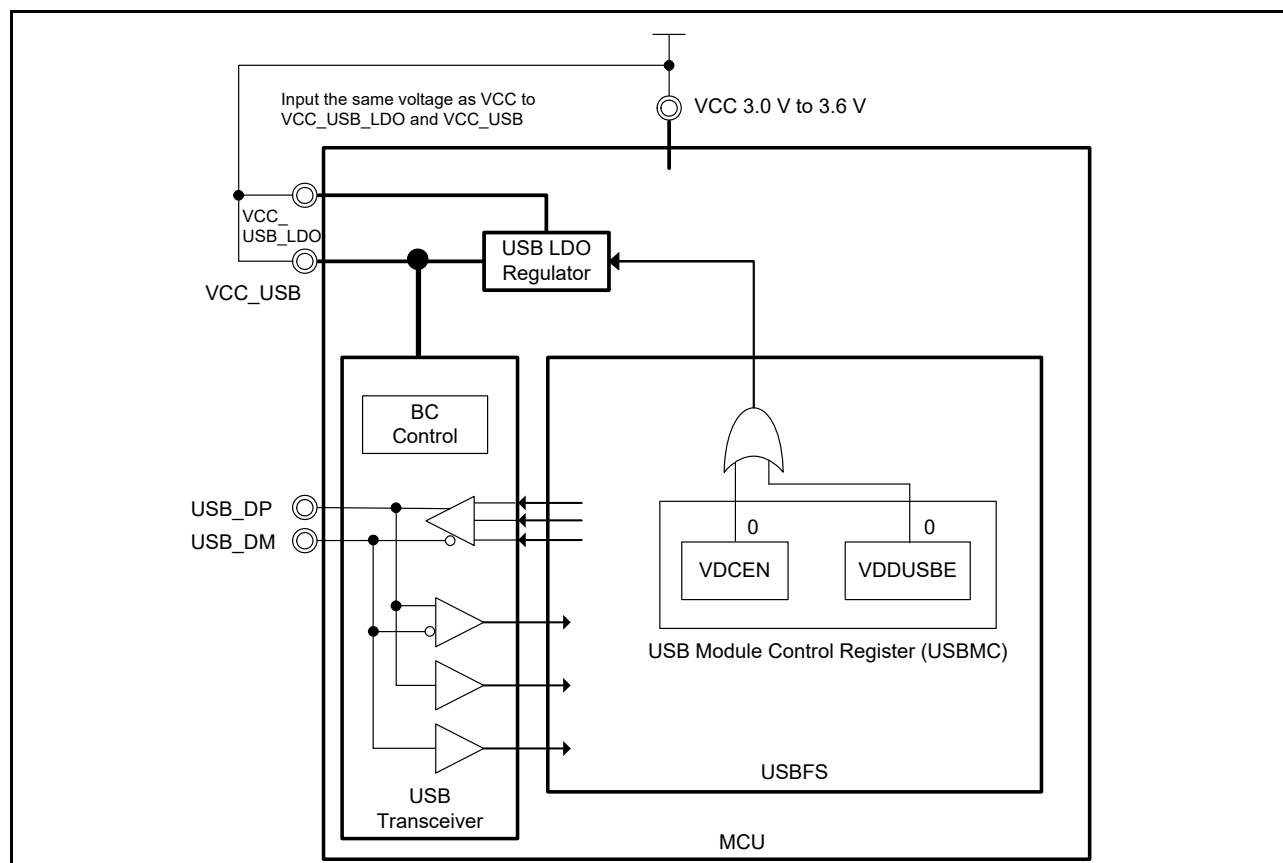 Input the same voltage as VCC to
VCC_USB_LDO and VCC_USB
VCC 3.0 V to 3.6 V
VCC_
USB_LDO
USB LDO
Regulator
VCC_USB
BC
Control
USB_DP
USB_DM
0
0
VDCEN
VDDUSBE
USB Module Control Register (USBMC)
USBFS
USB
Transceiver
MCU